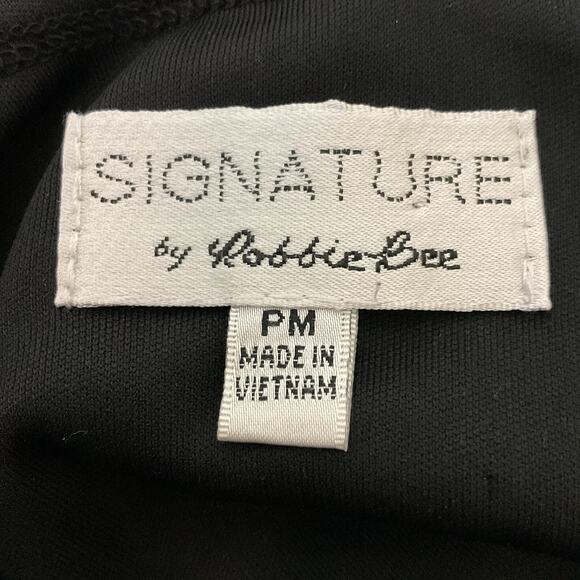 SIGNATURE
by Robbie Bee
PM
MADE IN
VIETNAM